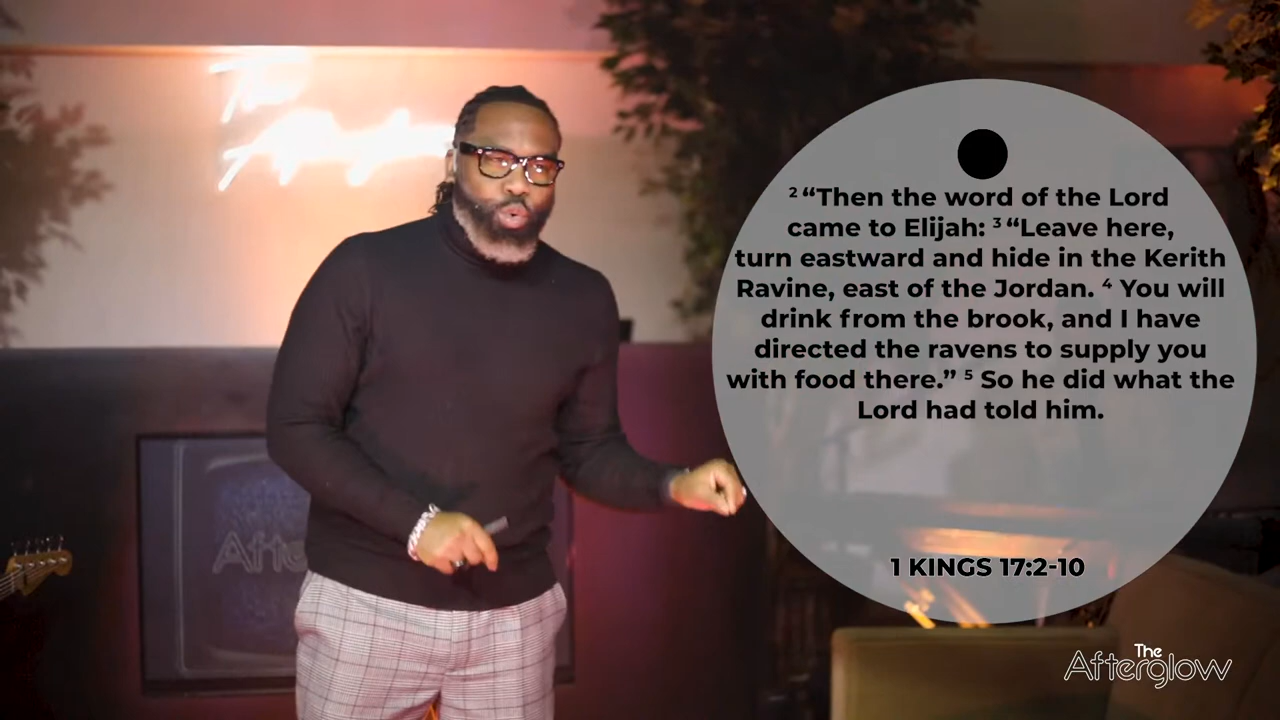 The
2 “Then the word of the Lord
came to Elijah: 3 “Leave here,
turn eastward and hide in the Kerith
Ravine, east of the Jordan. 4 You will
drink from the brook, and I have
directed the ravens to supply you
with food there.” 5 So he did what the
Lord had told him.
1 KINGS 17:2-10
Afte
The
Afterglow